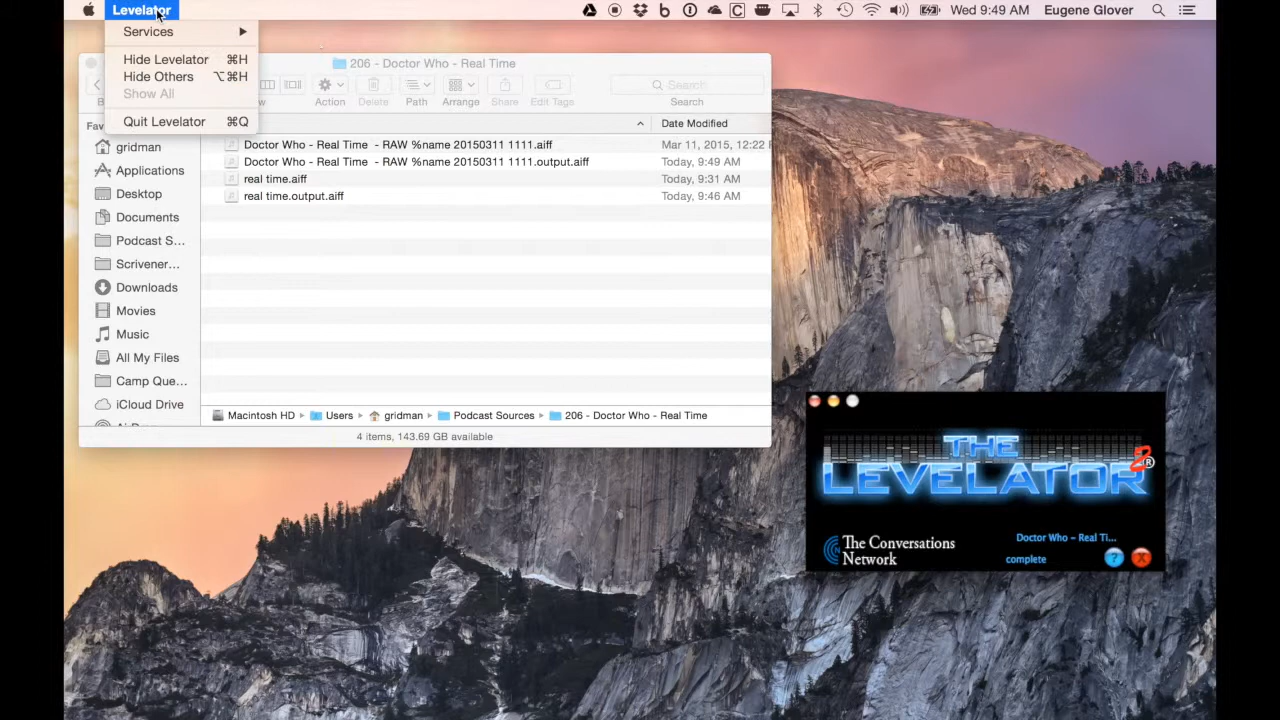 Levelator
Wed 9:49 AM
Eugene Glover
Services
Hide Levelator ⌘H
Hide Others ⌥⌘H
Show All
Quit Levelator ⌘Q
206 - Doctor Who - Real Time
Search
Action
Delete
Path
Arrange
Share
Edit Tags
Search
Date Modified
Doctor Who - Real Time - RAW %name 20150311 1111.aiff
Mar 11, 2015, 12:22
Doctor Who - Real Time - RAW %name 20150311 1111.output.aiff
Today, 9:49 AM
real time.aiff
Today, 9:31 AM
real time.output.aiff
Today, 9:46 AM
gridman
Applications
Desktop
Documents
Podcast S...
Scrivener...
Downloads
Movies
Music
All My Files
Camp Que...
iCloud Drive
Macintosh HD ▸ Users ▸ gridman ▸ Podcast Sources ▸ 206 - Doctor Who - Real Time
4 items, 143.69 GB available
THE
LEVELATOR 2®
The Conversations
Network
Doctor Who – Real Ti...
complete
?
X